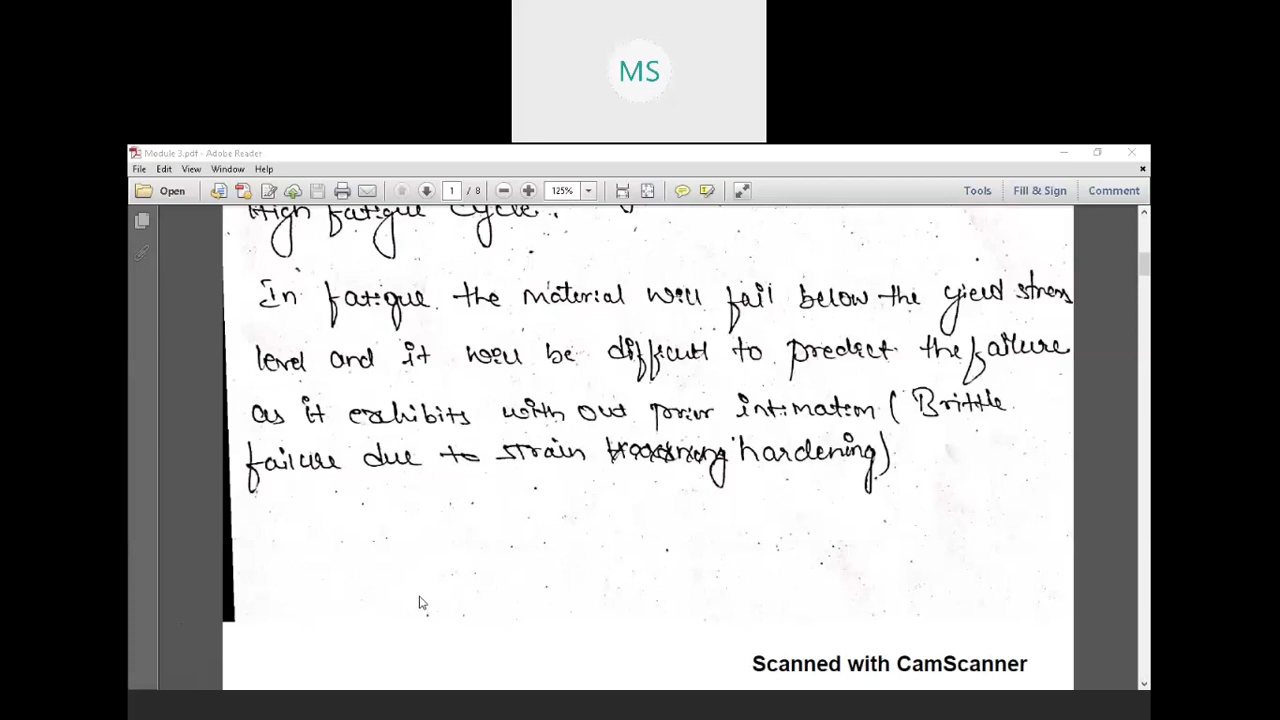 MS
Module 3.pdf - Adobe Reader
File Edit View Window Help
Open 1 / 8 125% Tools Fill & Sign Comment
High fatigue cycle.
In fatigue the material will fail below the yield stress
level and it will be difficult to predict the failure
as it exhibits with out prior intimation ( Brittle
failure due to strain hardening)
Scanned with CamScanner